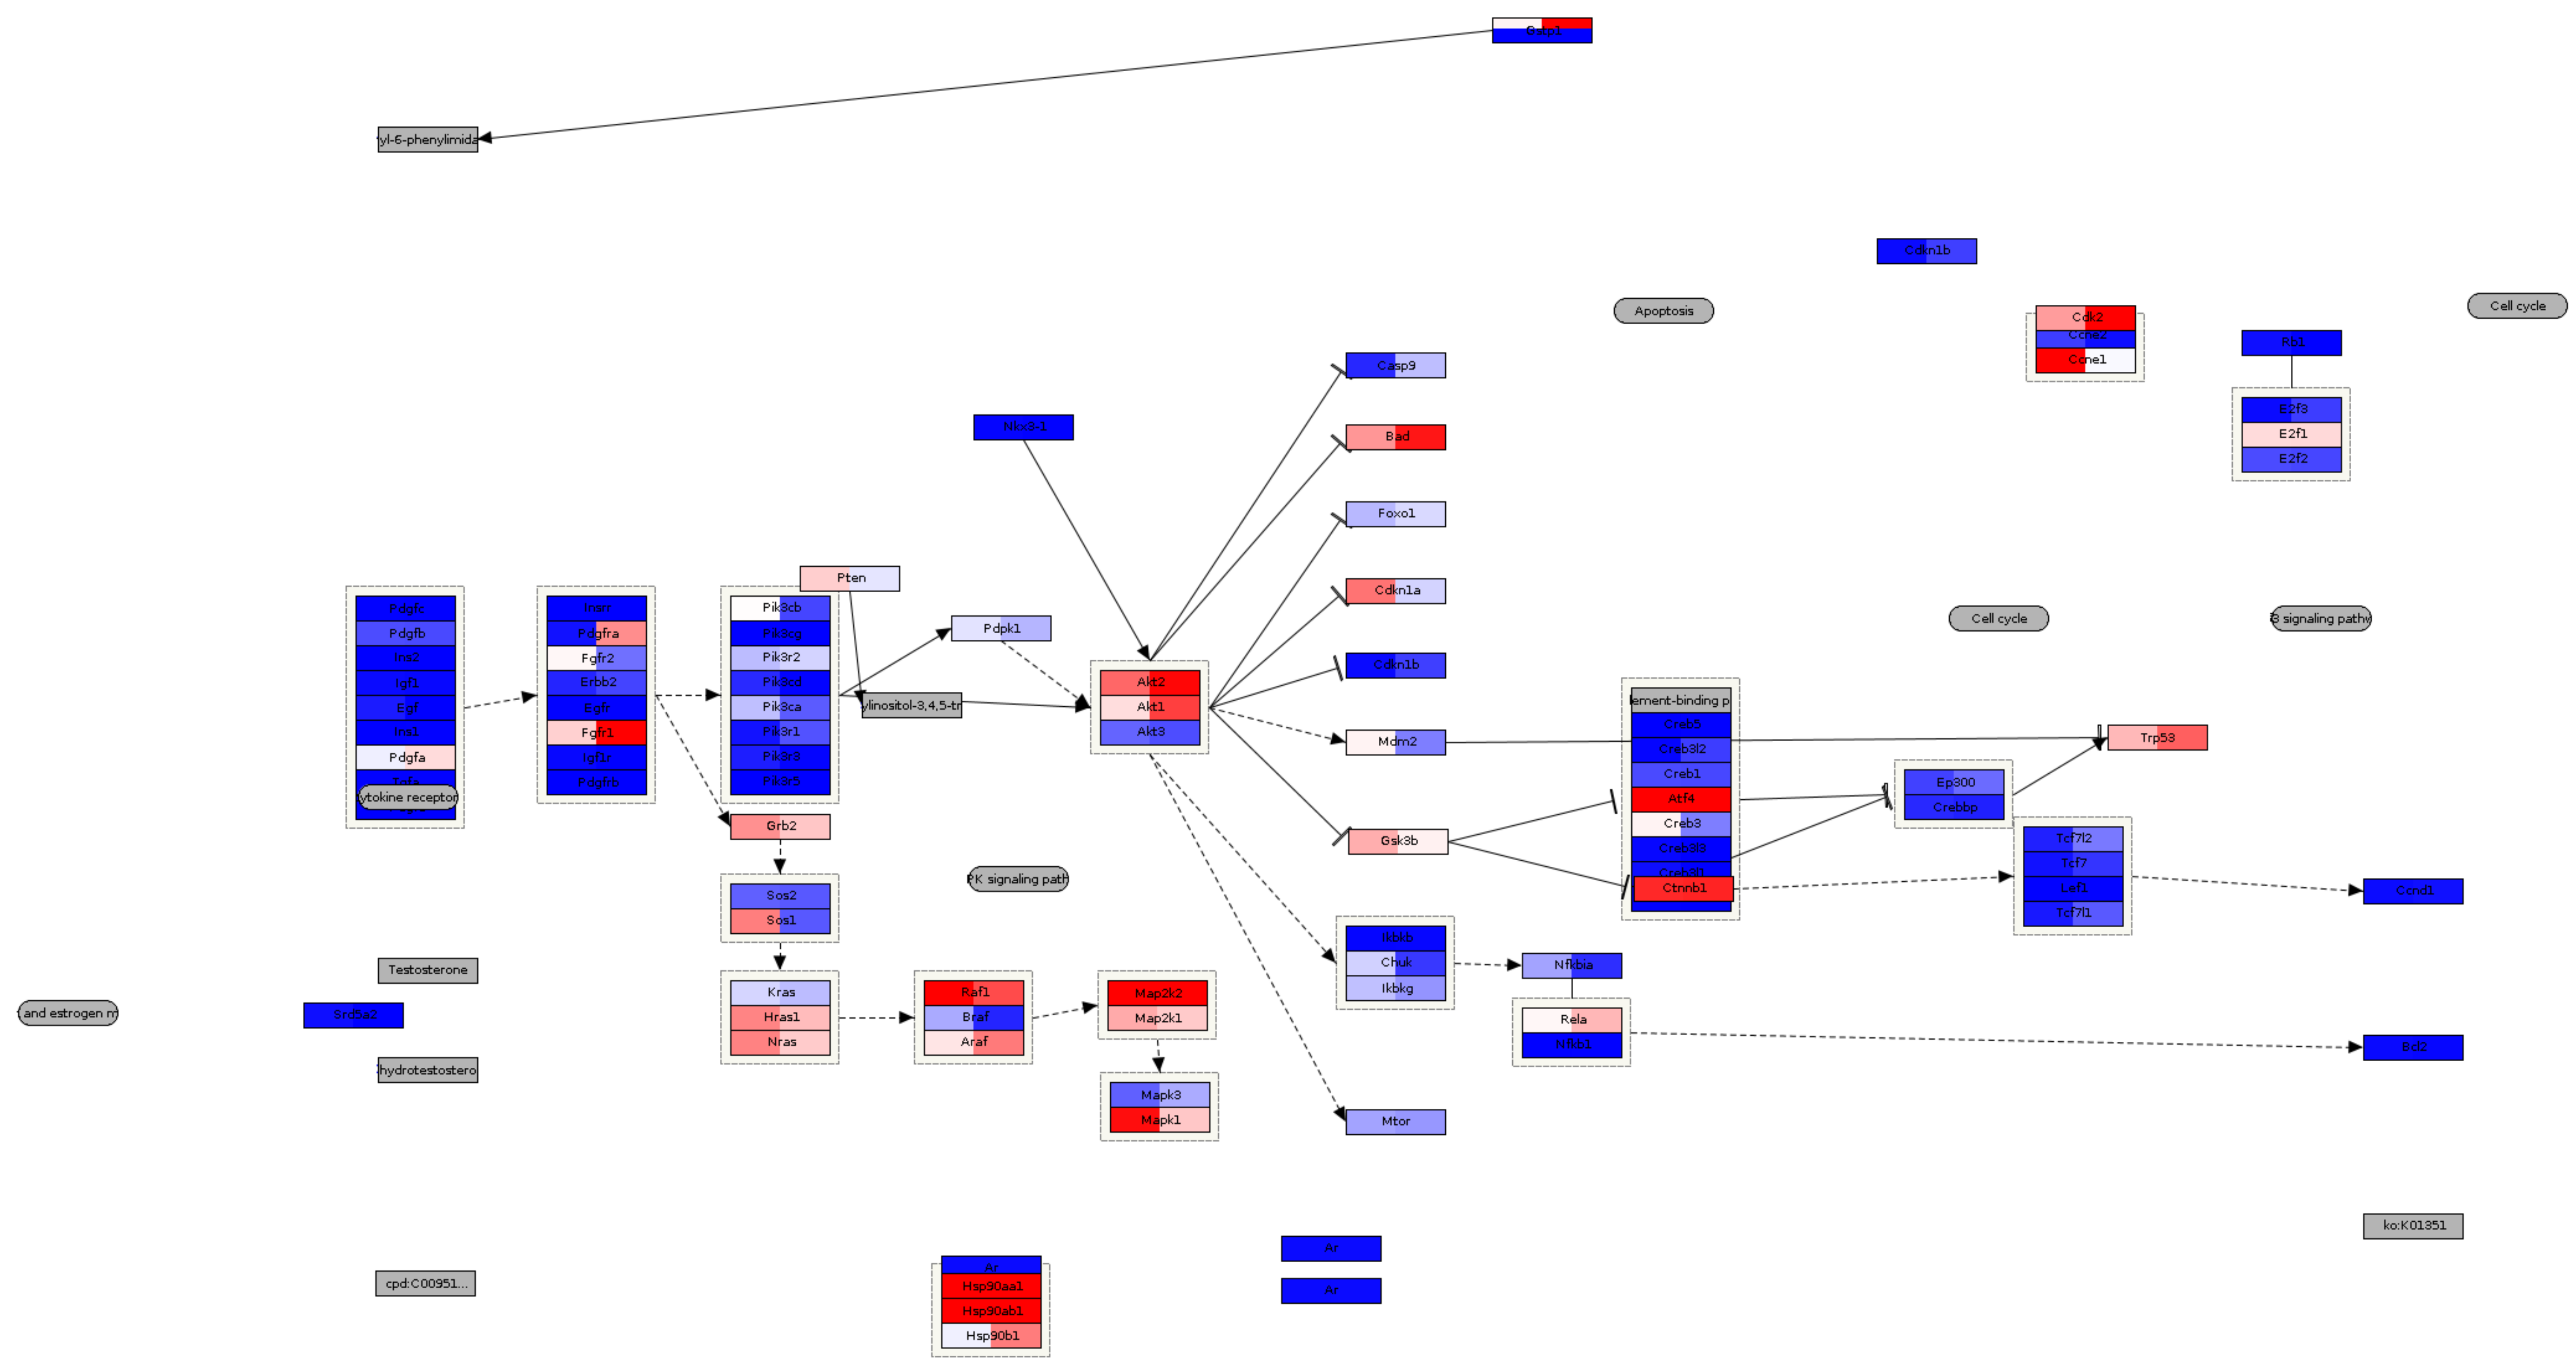 Gstp1
yl-6-phenylimida
Cdkn1b
Apoptosis
Cell cycle
Cdk2
Ccne2
Ccne1
Rb1
Casp9
E2f3
E2f1
E2f2
Nkx3-1
Bad
Foxo1
Pten
Cdkn1a
Pdgfc
Pdgfb
Ins2
Igf1
Egf
Ins1
Pdgfa
Tgfa
ytokine receptor
Insrr
Pdgfra
Fgfr2
Erbb2
Egfr
Fgfr1
Igf1r
Pdgfrb
Pik3cb
Pik3cg
Pik3r2
Pik3cd
Pik3ca
Pik3r1
Pik3r3
Pik3r5
Pdpk1
ylinositol-3,4,5-tr
Akt2
Akt1
Akt3
Cdkn1b
Mdm2
Gsk3b
Cell cycle
3 signaling pathw
lement-binding p
Creb5
Creb3l2
Creb1
Atf4
Creb3
Creb3l3
Creb3l1
Ctnnb1
Trp53
Ep300
Crebbp
Tcf7l2
Tcf7
Lef1
Tcf7l1
Ccnd1
Grb2
Sos2
Sos1
PK signaling path
Kras
Hras1
Nras
Raf1
Braf
Araf
Map2k2
Map2k1
Mapk3
Mapk1
Ikbkb
Chuk
Ikbkg
Nfkbia
Rela
Nfkb1
Bcl2
Mtor
Testosterone
and estrogen m
Srd5a2
hydrotestostero
cpd:C00951...
Ar
Hsp90aa1
Hsp90ab1
Hsp90b1
Ar
Ar
ko:K01351